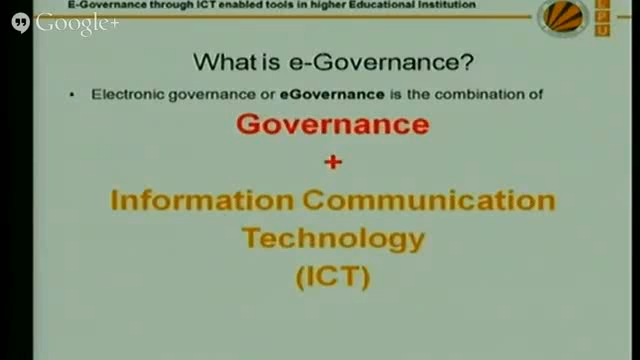 E-Governance through ICT enabled tools in higher Educational Institution
Google+
LPU
What is e-Governance?
• Electronic governance or eGovernance is the combination of
Governance
+
Information Communication
Technology
(ICT)